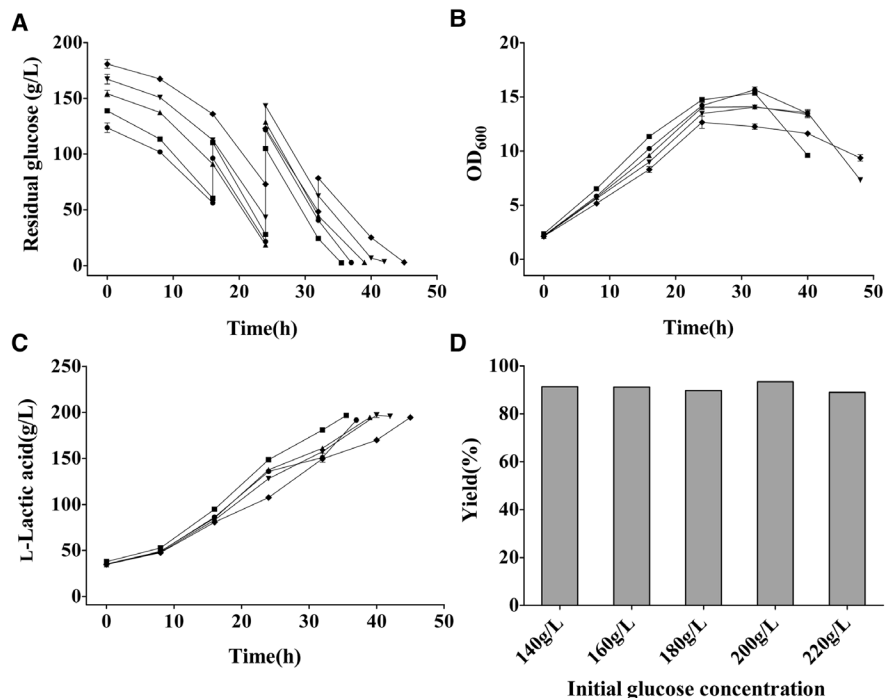 A
200
150
100
50
0
Residual glucose (g/L)
0 10 20 30 40 50
Time(h)
B
20
15
10
5
0
OD600
0 10 20 30 40 50
Time(h)
C
250
200
150
100
50
0
L-Lactic acid(g/L)
0 10 20 30 40 50
Time(h)
D
100
80
60
40
20
0
Yield(%)
140g/L 160g/L 180g/L 200g/L 220g/L
Initial glucose concentration